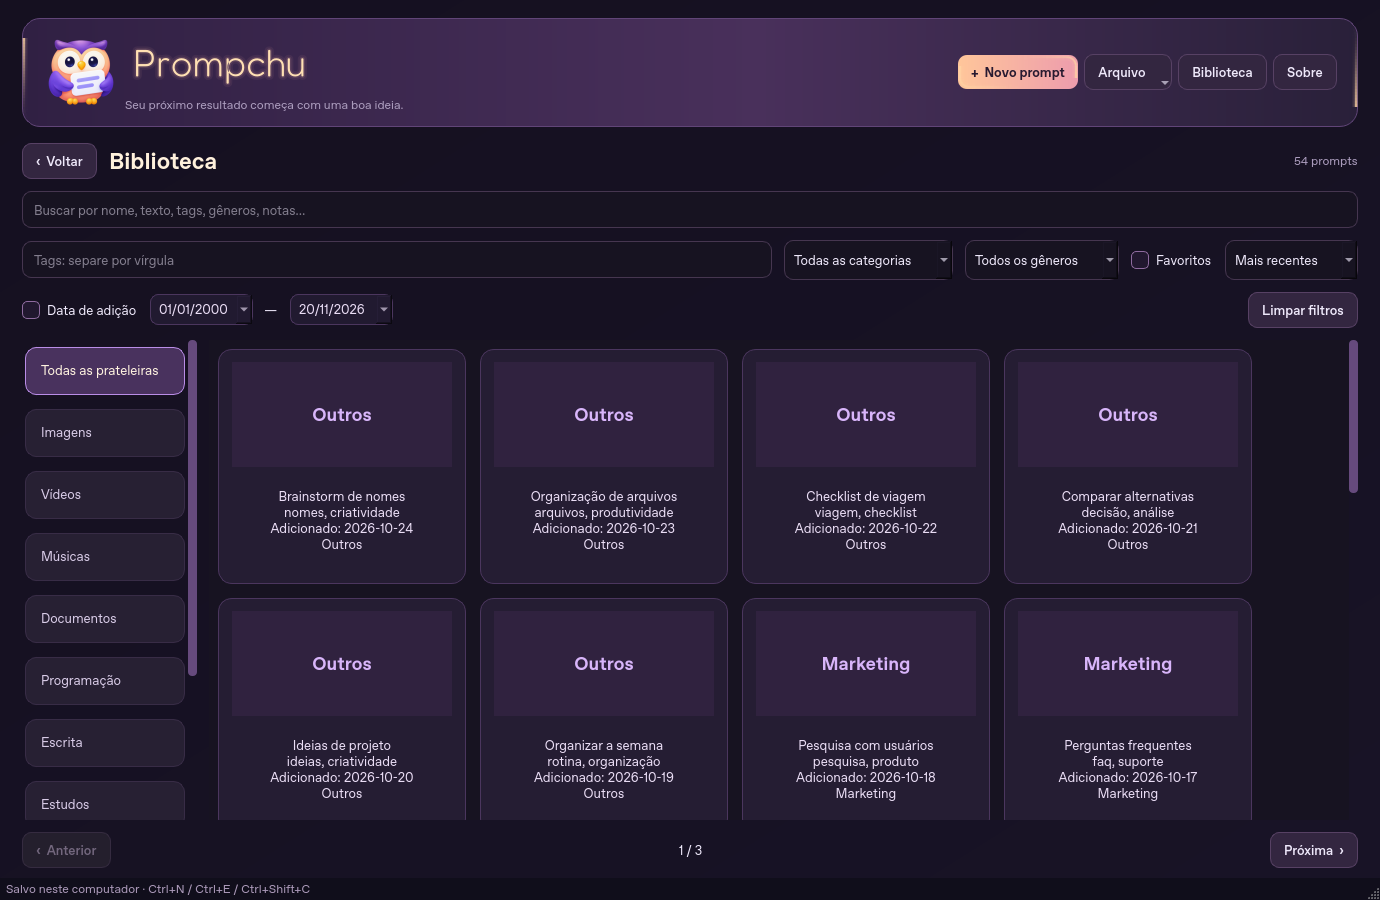 Prompchu
Seu próximo resultado começa com uma boa ideia.
+ Novo prompt
Arquivo
Biblioteca
Sobre
‹ Voltar
Biblioteca
54 prompts
Buscar por nome, texto, tags, gêneros, notas...
Tags: separe por vírgula
Todas as categorias
Todos os gêneros
Favoritos
Mais recentes
Data de adição
01/01/2000
—
20/11/2026
Limpar filtros
Todas as prateleiras
Imagens
Vídeos
Músicas
Documentos
Programação
Escrita
Estudos
Outros
Brainstorm de nomes
nomes, criatividade
Adicionado: 2026-10-24
Outros
Outros
Organização de arquivos
arquivos, produtividade
Adicionado: 2026-10-23
Outros
Outros
Checklist de viagem
viagem, checklist
Adicionado: 2026-10-22
Outros
Outros
Comparar alternativas
decisão, análise
Adicionado: 2026-10-21
Outros
Outros
Ideias de projeto
ideias, criatividade
Adicionado: 2026-10-20
Outros
Outros
Organizar a semana
rotina, organização
Adicionado: 2026-10-19
Outros
Marketing
Pesquisa com usuários
pesquisa, produto
Adicionado: 2026-10-18
Marketing
Marketing
Perguntas frequentes
faq, suporte
Adicionado: 2026-10-17
Marketing
‹ Anterior
1 / 3
Próxima ›
Salvo neste computador · Ctrl+N / Ctrl+E / Ctrl+Shift+C